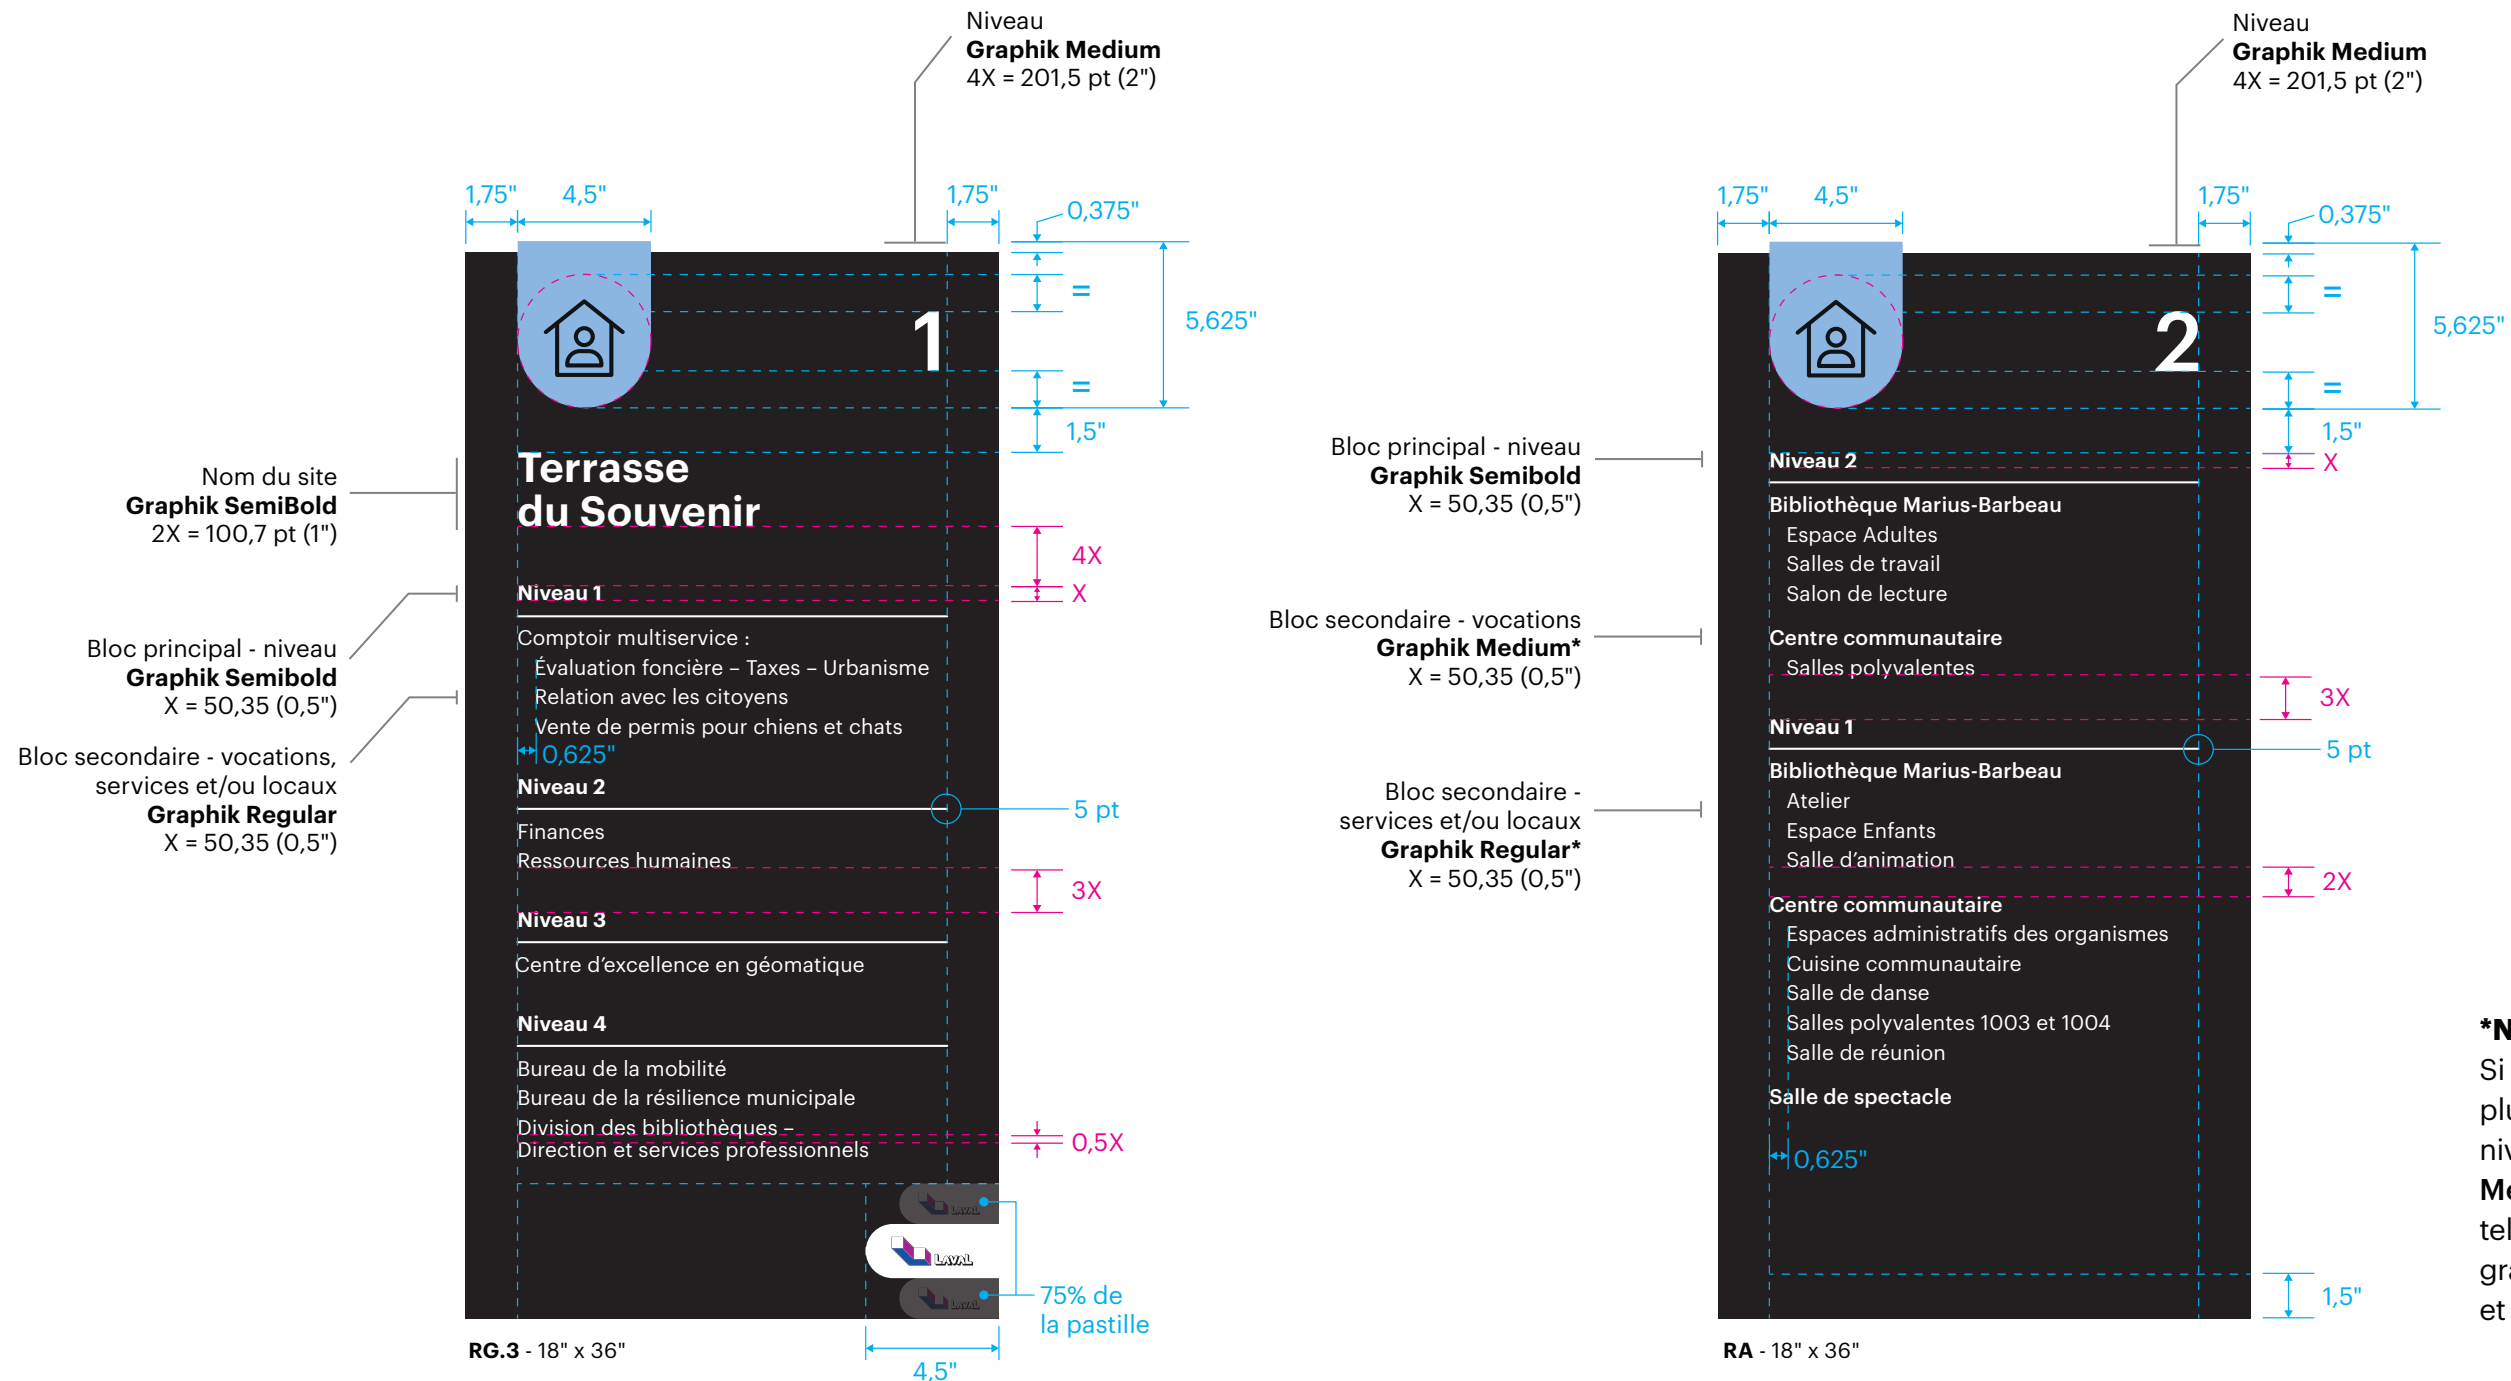 Niveau
Graphik Medium
4X = 201,5 pt (2")
1,75"
4,5"
1,75"
0,375"
=
5,625"
=
1,5"
1
Terrasse
du Souvenir
Nom du site
Graphik SemiBold
2X = 100,7 pt (1")
4X
X
Niveau 1
Comptoir multiservice :
Évaluation foncière – Taxes – Urbanisme
Relation avec les citoyens
Vente de permis pour chiens et chats
0,625"
Bloc principal - niveau
Graphik Semibold
X = 50,35 (0,5")
Bloc secondaire - vocations,
services et/ou locaux
Graphik Regular
X = 50,35 (0,5")
Niveau 2
5 pt
Finances
Ressources humaines
3X
Niveau 3
Centre d’excellence en géomatique
Niveau 4
Bureau de la mobilité
Bureau de la résilience municipale
Division des bibliothèques –
Direction et services professionnels
0,5X
LAVAL
LAVAL
LAVAL
75% de
la pastille
4,5"
RG.3 - 18" x 36"
Niveau
Graphik Medium
4X = 201,5 pt (2")
1,75"
4,5"
1,75"
0,375"
=
5,625"
=
1,5"
X
2
Bloc principal - niveau
Graphik Semibold
X = 50,35 (0,5")
Niveau 2
Bibliothèque Marius-Barbeau
Espace Adultes
Salles de travail
Salon de lecture
Bloc secondaire - vocations
Graphik Medium*
X = 50,35 (0,5")
Centre communautaire
Salles polyvalentes
3X
Niveau 1
5 pt
Bibliothèque Marius-Barbeau
Atelier
Espace Enfants
Salle d’animation
2X
Bloc secondaire -
services et/ou locaux
Graphik Regular*
X = 50,35 (0,5")
Centre communautaire
Espaces administratifs des organismes
Cuisine communautaire
Salle de danse
Salles polyvalentes 1003 et 1004
Salle de réunion
Salle de spectacle
0,625"
1,5"
RA - 18" x 36"
*N
Si
plu
niv
Me
tel
gra
et